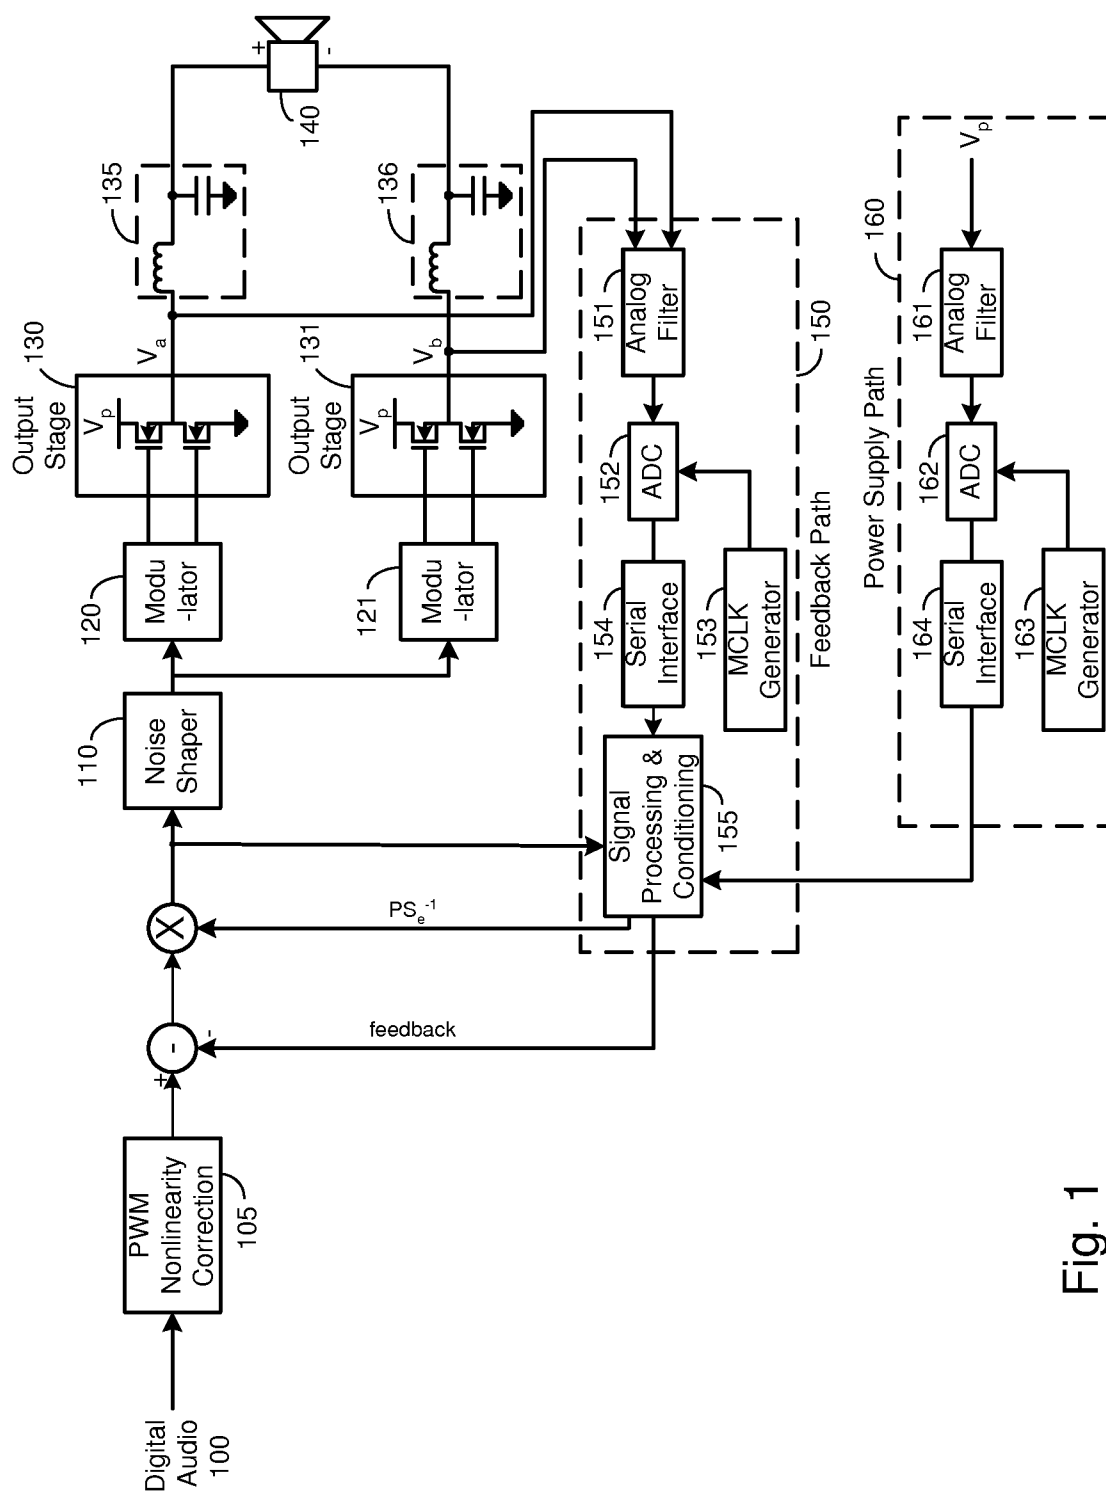 Digital
Audio
100
PWM
Nonlinearity
Correction
105
+
-
-
feedback
X
PSe-1
Noise
Shaper
110
Modu
-lator
120
Modu
-lator
121
Output
Stage
130
Vp
Va
Output
Stage
131
Vp
Vb
135
136
+
-
140
Signal
Processing &
Conditioning
155
Serial
Interface
154
MCLK
Generator
153
ADC
152
Analog
Filter
151
Feedback Path
150
Power Supply Path
160
Serial
Interface
164
MCLK
Generator
163
ADC
162
Analog
Filter
161
Vp
Fig. 1